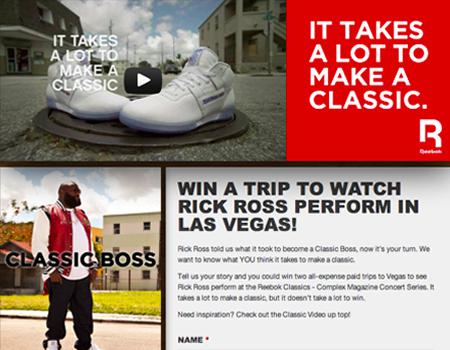 IT TAKES
A LOT TO
MAKE A
CLASSIC
IT TAKES
A LOT TO
MAKE A
CLASSIC.
R
Reebok
CLASSIC BOSS
WIN A TRIP TO WATCH
RICK ROSS PERFORM IN
LAS VEGAS!
Rick Ross told us what it took to become a Classic Boss, now it's your turn. We
want to know what YOU think it takes to make a classic.
Tell us your story and you could win two all-expense paid trips to Vegas to see
Rick Ross perform at the Reebok Classics - Complex Magazine Concert Series. It
takes a lot to make a classic, but it doesn't take a lot to win.
Need inspiration? Check out the Classic Video up top!
NAME *